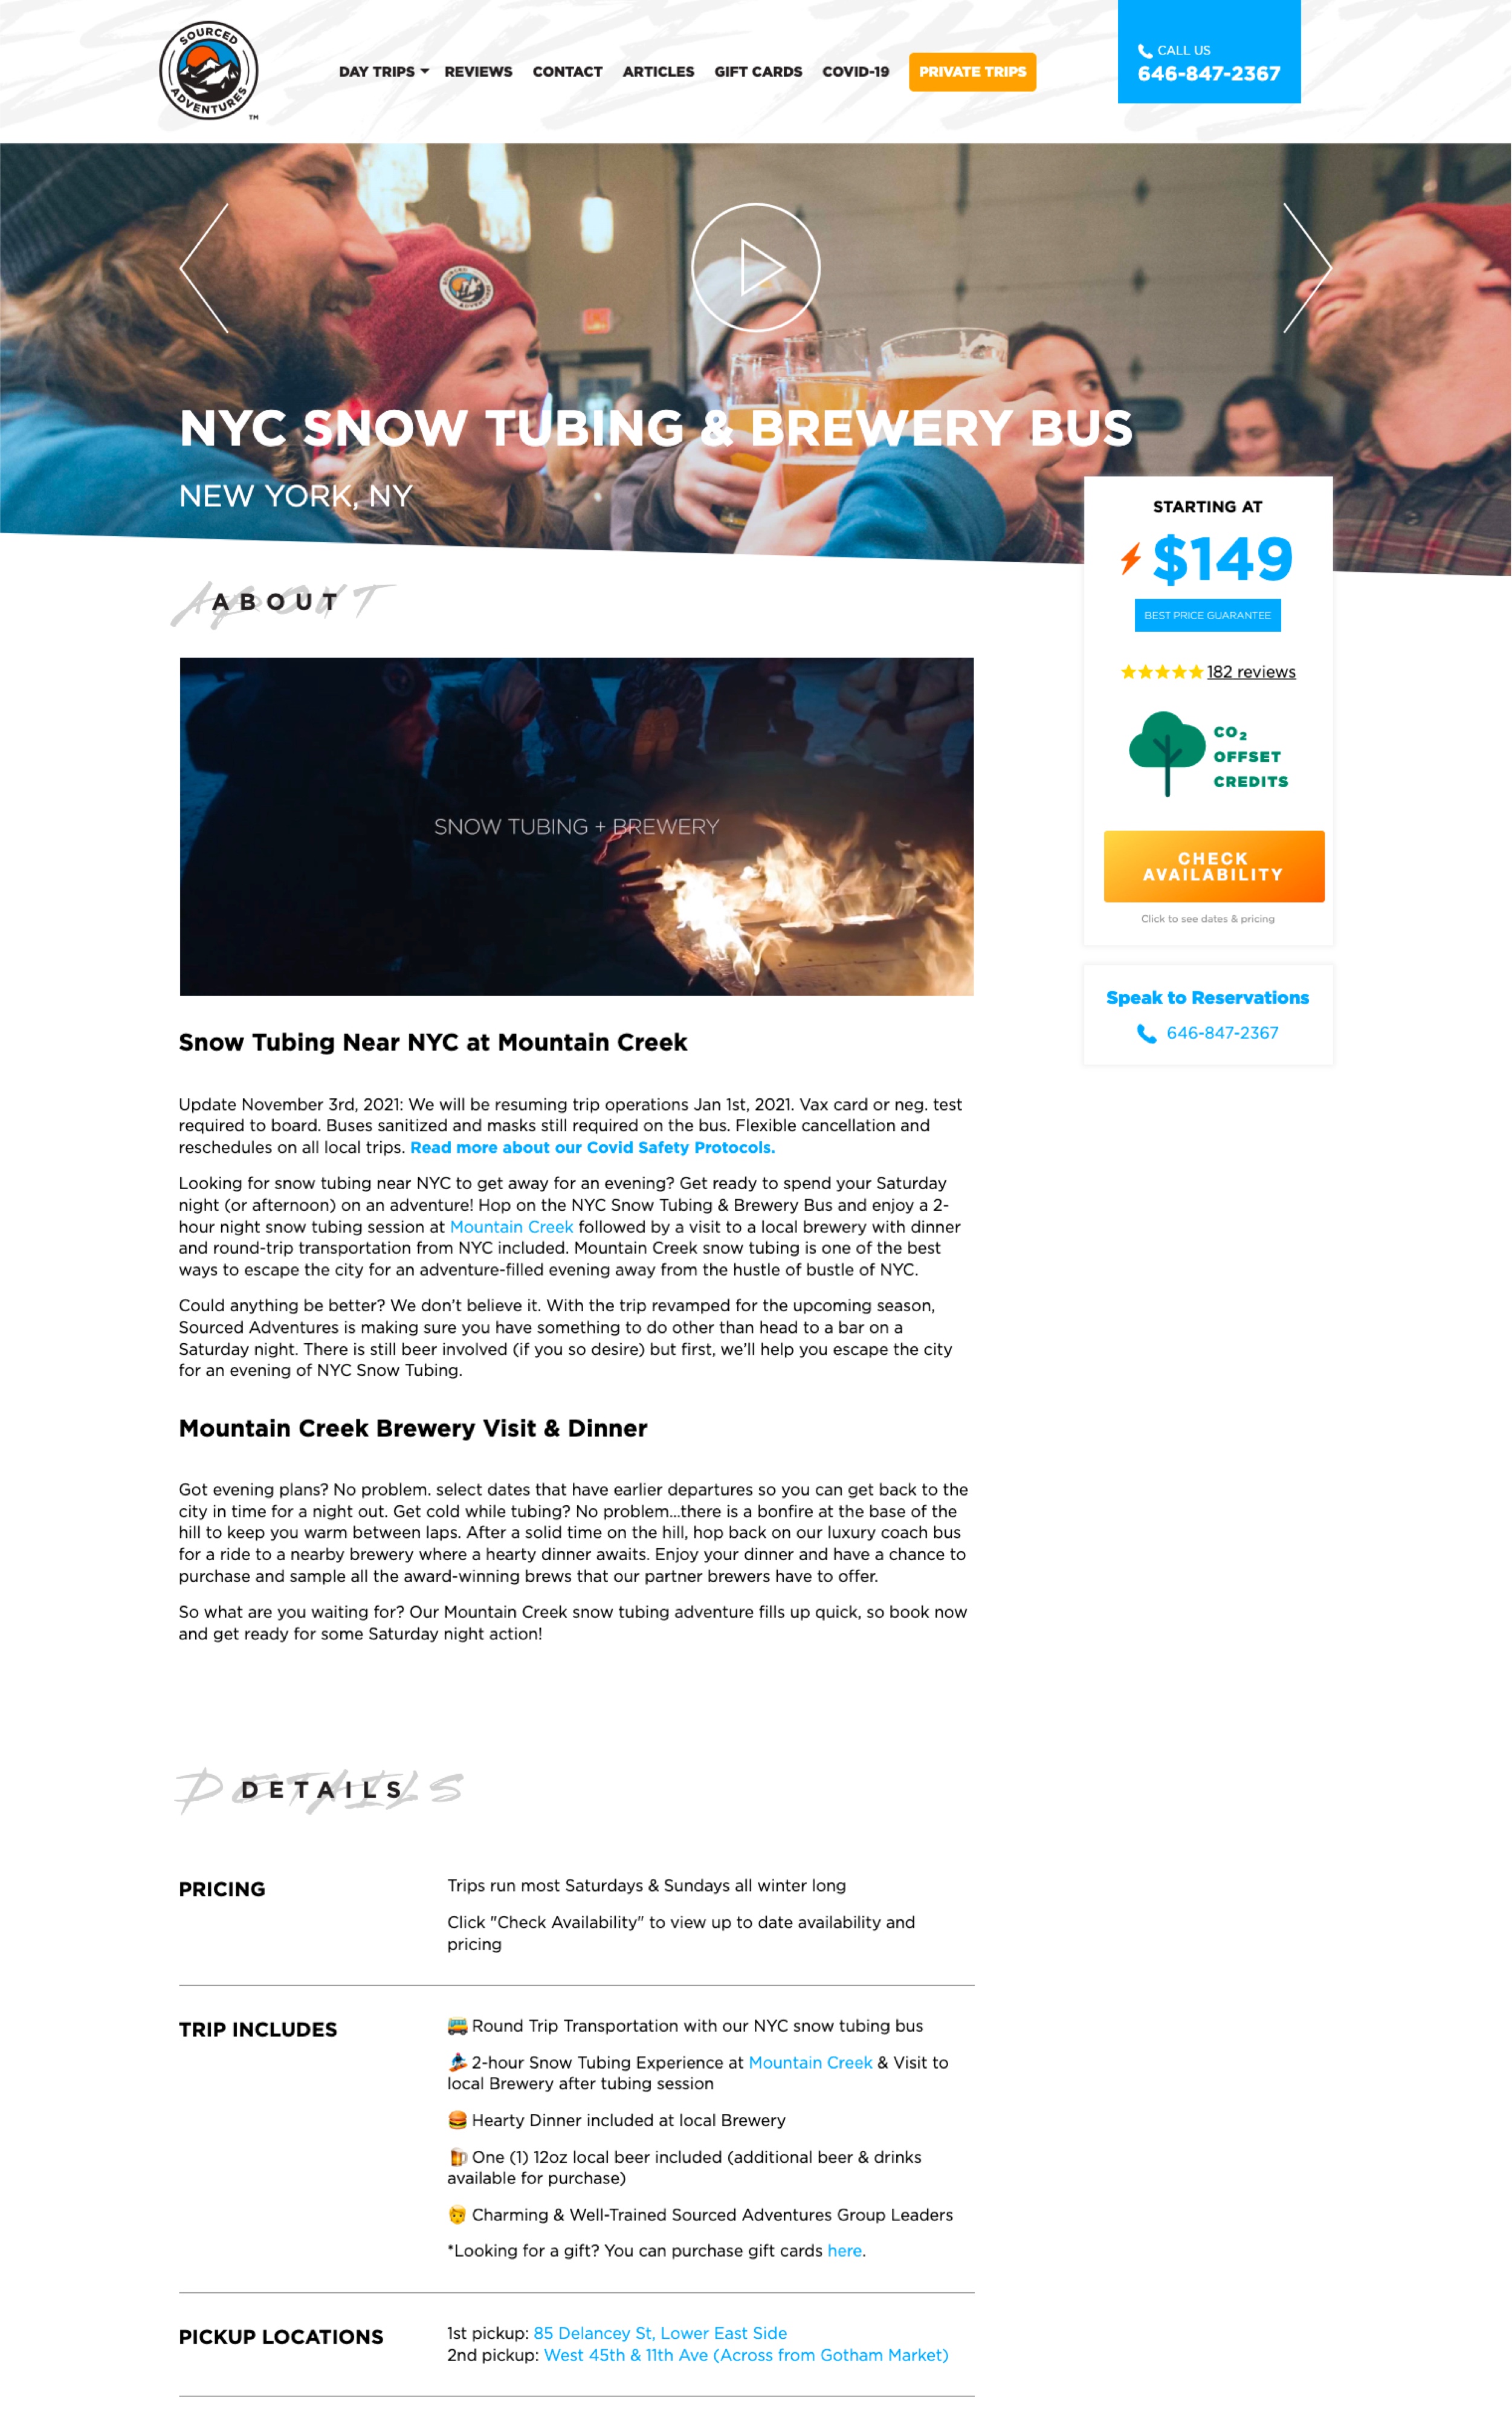 SOURCED
ADVENTURES
TM
DAY TRIPS
REVIEWS
CONTACT
ARTICLES
GIFT CARDS
COVID-19
PRIVATE TRIPS
CALL US
646-847-2367
SOURCED
ADVENTURES
NYC SNOW TUBING & BREWERY BUS
NEW YORK, NY
STARTING AT
$149
BEST PRICE GUARANTEE
182 reviews
CO2
OFFSET
CREDITS
CHECK
AVAILABILITY
Click to see dates & pricing
Speak to Reservations
646-847-2367
About
ABOUT
SNOW TUBING + BREWERY
Snow Tubing Near NYC at Mountain Creek
Update November 3rd, 2021: We will be resuming trip operations Jan 1st, 2021. Vax card or neg. test
required to board. Buses sanitized and masks still required on the bus. Flexible cancellation and
reschedules on all local trips. Read more about our Covid Safety Protocols.
Looking for snow tubing near NYC to get away for an evening? Get ready to spend your Saturday
night (or afternoon) on an adventure! Hop on the NYC Snow Tubing & Brewery Bus and enjoy a 2-
hour night snow tubing session at Mountain Creek followed by a visit to a local brewery with dinner
and round-trip transportation from NYC included. Mountain Creek snow tubing is one of the best
ways to escape the city for an adventure-filled evening away from the hustle of bustle of NYC.
Could anything be better? We don’t believe it. With the trip revamped for the upcoming season,
Sourced Adventures is making sure you have something to do other than head to a bar on a
Saturday night. There is still beer involved (if you so desire) but first, we’ll help you escape the city
for an evening of NYC Snow Tubing.
Mountain Creek Brewery Visit & Dinner
Got evening plans? No problem. select dates that have earlier departures so you can get back to the
city in time for a night out. Get cold while tubing? No problem...there is a bonfire at the base of the
hill to keep you warm between laps. After a solid time on the hill, hop back on our luxury coach bus
for a ride to a nearby brewery where a hearty dinner awaits. Enjoy your dinner and have a chance to
purchase and sample all the award-winning brews that our partner brewers have to offer.
So what are you waiting for? Our Mountain Creek snow tubing adventure fills up quick, so book now
and get ready for some Saturday night action!
Details
DETAILS
PRICING
Trips run most Saturdays & Sundays all winter long
Click "Check Availability" to view up to date availability and
pricing
TRIP INCLUDES
🚌 Round Trip Transportation with our NYC snow tubing bus
🏂 2-hour Snow Tubing Experience at Mountain Creek & Visit to
local Brewery after tubing session
🍔 Hearty Dinner included at local Brewery
🍺 One (1) 12oz local beer included (additional beer & drinks
available for purchase)
Charming & Well-Trained Sourced Adventures Group Leaders
*Looking for a gift? You can purchase gift cards here.
PICKUP LOCATIONS
1st pickup: 85 Delancey St, Lower East Side
2nd pickup: West 45th & 11th Ave (Across from Gotham Market)